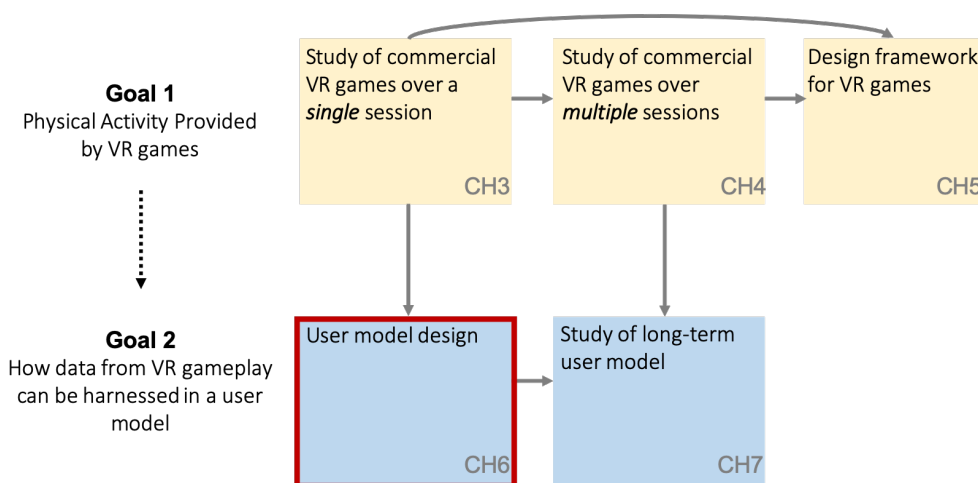 Goal 1
Physical Activity Provided
by VR games
Study of commercial
VR games over a
single session
CH3
Study of commercial
VR games over
multiple sessions
CH4
Design framework
for VR games
CH5
Goal 2
How data from VR gameplay
can be harnessed in a user
model
User model design
CH6
Study of long-term
user model
CH7